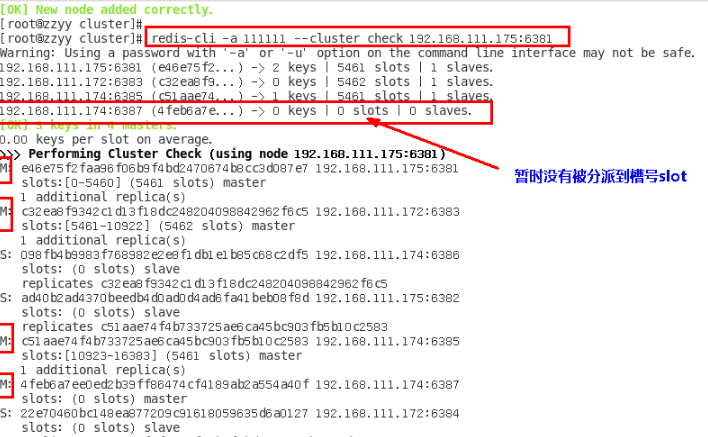 [OK] New node added correctly.
[root@zzyy cluster]#
[root@zzyy cluster]# redis-cli -a 111111 --cluster check 192.168.111.175:6381
Warning: Using a password with '-a' or '-u' option on the command line interface may not be safe.
192.168.111.175:6381 (e46e75f2...) -> 2 keys | 5461 slots | 1 slaves.
192.168.111.172:6383 (c32ea8f9...) -> 0 keys | 5462 slots | 1 slaves.
192.168.111.174:6385 (c51aae74...) -> 1 keys | 5461 slots | 1 slaves.
192.168.111.174:6387 (4feb6a7e...) -> 0 keys | 0 slots | 0 slaves.
[OK] 3 keys in 4 masters.
0.00 keys per slot on average.
>>> Performing Cluster Check (using node 192.168.111.175:6381)
M: e46e75f2faa96f06b9f4bd2470674b8cc3d087e7 192.168.111.175:6381
暂时没有被分派到槽号slot
slots:[0-5460] (5461 slots) master
1 additional replica(s)
M: c32ea8f9342c1d13f18dc248204098842962f6c5 192.168.111.172:6383
slots:[5461-10922] (5462 slots) master
1 additional replica(s)
S: 098fb4b9983f768982e2e8f1db1e1b85c68c2df5 192.168.111.174:6386
slots: (0 slots) slave
replicates c32ea8f9342c1d13f18dc248204098842962f6c5
S: ad40b2ad4370beedb4d0ad0d4ad6fa41beb08f8d 192.168.111.175:6382
slots: (0 slots) slave
replicates c51aae74f4b733725ae6ca45bc903fb5b10c2583
M: c51aae74f4b733725ae6ca45bc903fb5b10c2583 192.168.111.174:6385
slots:[10923-16383] (5461 slots) master
1 additional replica(s)
M: 4feb6a7ee0ed2b39ff86474cf4189ab2a554a40f 192.168.111.174:6387
slots: (0 slots) master
S: 22e70460bc148ea877209c91618059635d6a0127 192.168.111.172:6384
slots: (0 slots) slave